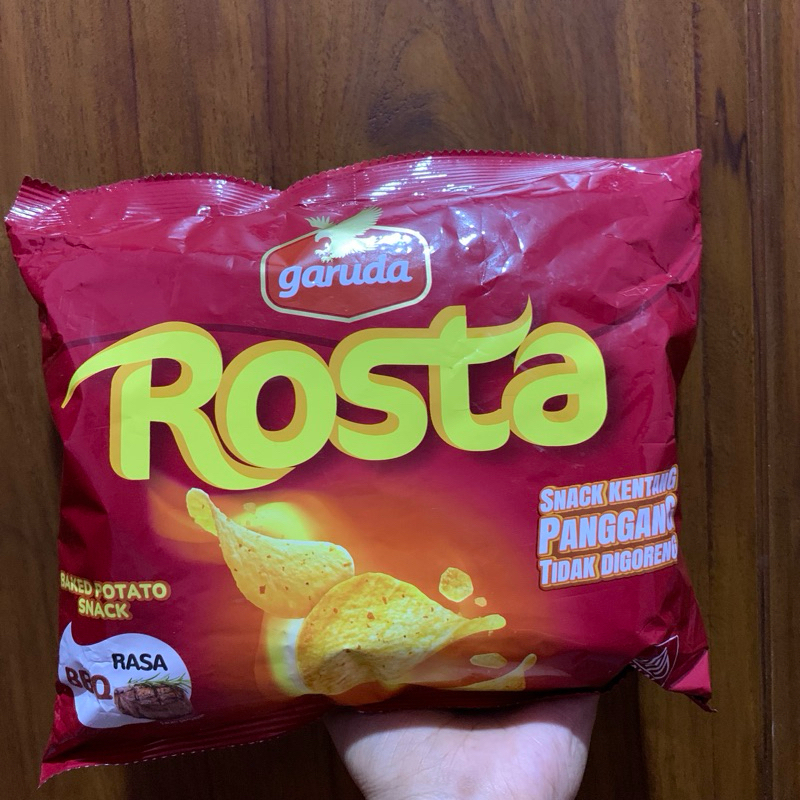 garuda
Rosta
SNACK KENTANG
PANGGANG
TIDAK DIGORENG
BAKED POTATO
SNACK
RASA
BBQ